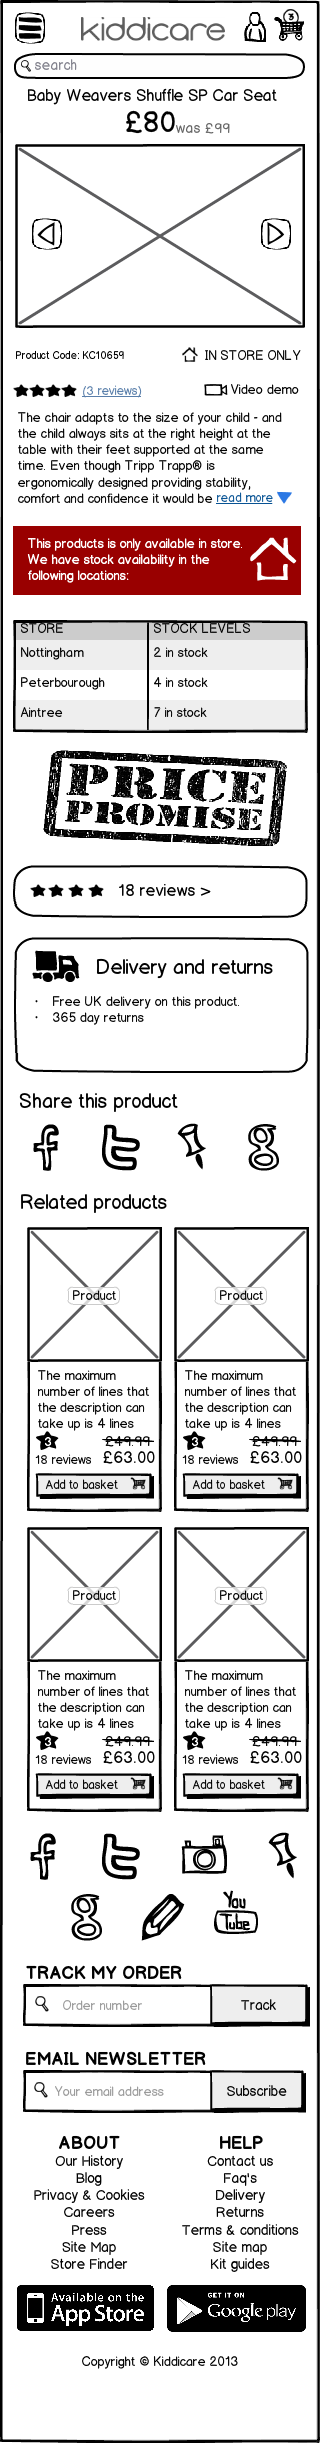 kiddicare
3
search
Baby Weavers Shuffle SP Car Seat
£80 was £99
Product Code: KC10659
IN STORE ONLY
(3 reviews)
Video demo
The chair adapts to the size of your child - and
the child always sits at the right height at the
table with their feet supported at the same
time. Even though Tripp Trapp® is
ergonomically designed providing stability,
comfort and confidence it would be read more
This products is only available in store.
We have stock availability in the
following locations:
STORE STOCK LEVELS
Nottingham 2 in stock
Peterbourough 4 in stock
Aintree 7 in stock
PRICE
PROMISE
18 reviews >
Delivery and returns
· Free UK delivery on this product.
· 365 day returns
Share this product
Related products
Product
The maximum
number of lines that
the description can
take up is 4 lines
3 £49.99
18 reviews £63.00
Add to basket
Product
The maximum
number of lines that
the description can
take up is 4 lines
3 £49.99
18 reviews £63.00
Add to basket
Product
The maximum
number of lines that
the description can
take up is 4 lines
3 £49.99
18 reviews £63.00
Add to basket
Product
The maximum
number of lines that
the description can
take up is 4 lines
3 £49.99
18 reviews £63.00
Add to basket
You
Tube
TRACK MY ORDER
Order number
Track
EMAIL NEWSLETTER
Your email address
Subscribe
ABOUT
Our History
Blog
Privacy & Cookies
Careers
Press
Site Map
Store Finder
HELP
Contact us
Faq's
Delivery
Returns
Terms & conditions
Site map
Kit guides
Available on the
App Store
GET IT ON
Google play
Copyright © Kiddicare 2013